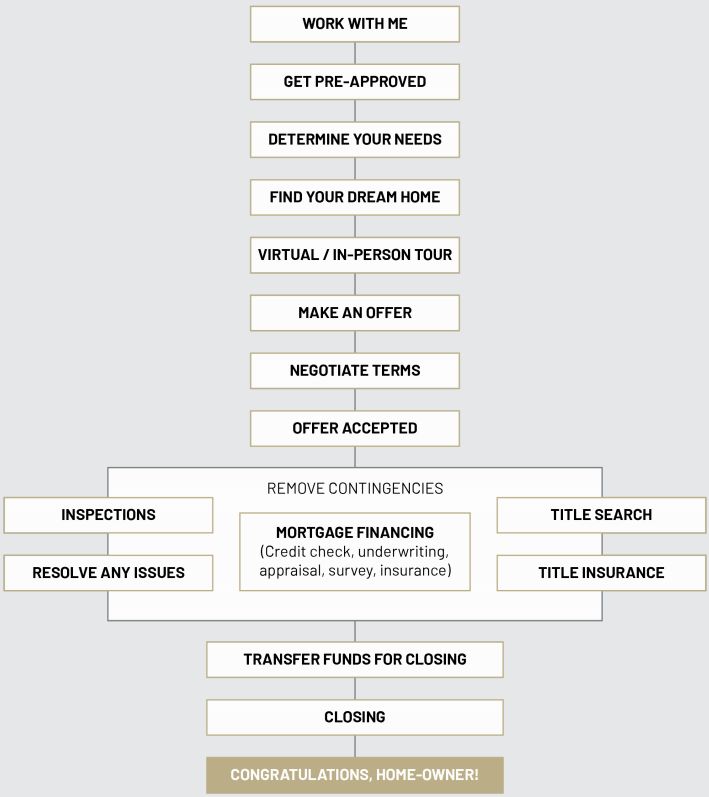 WORK WITH ME
GET PRE-APPROVED
DETERMINE YOUR NEEDS
FIND YOUR DREAM HOME
VIRTUAL / IN-PERSON TOUR
MAKE AN OFFER
NEGOTIATE TERMS
OFFER ACCEPTED
REMOVE CONTINGENCIES
INSPECTIONS
RESOLVE ANY ISSUES
MORTGAGE FINANCING
(Credit check, underwriting,
appraisal, survey, insurance)
TITLE SEARCH
TITLE INSURANCE
TRANSFER FUNDS FOR CLOSING
CLOSING
CONGRATULATIONS, HOME-OWNER!